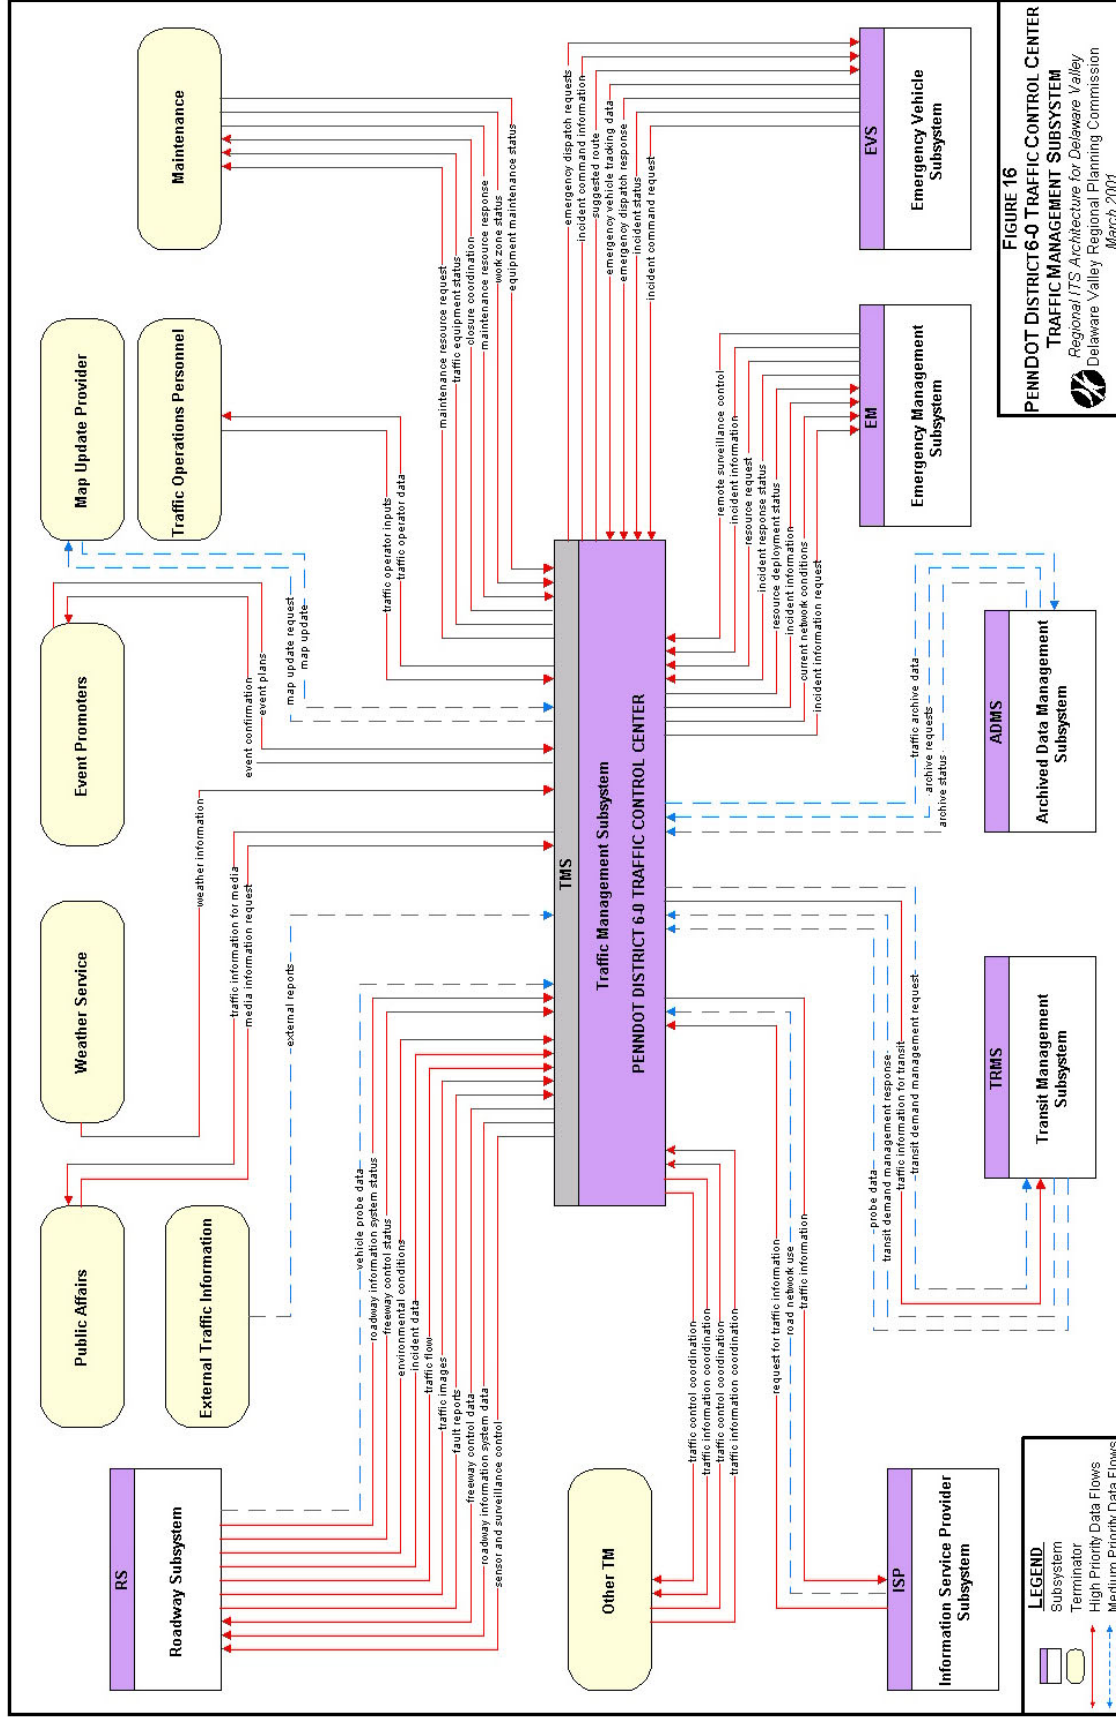 RS
Roadway Subsystem
Public Affairs
External Traffic Information
Weather Service
Event Promoters
Map Update Provider
Traffic Operations Personnel
Maintenance
vehicle probe data
roadway information system status
freeway control status
environmental conditions
incident data
traffic flow
traffic images
fault reports
freeway control data
roadway information system data
sensor and surveillance control
external reports
traffic information for media
media information request
weather information
event confirmation
event plans
map update request
map update
traffic operator inputs
traffic operator data
maintenance resource request
traffic equipment status
closure coordination
maintenance resource response
work zone status
equipment maintenance status
TMS
Traffic Management Subsystem
PENNDOT DISTRICT 6-0 TRAFFIC CONTROL CENTER
Other TM
traffic control coordination
traffic information coordination
traffic control coordination
traffic information coordination
request for traffic information
road network use
traffic information
probe data
transit demand management response
traffic information for transit
transit demand management request
traffic archive data
archive requests
archive status
remote surveillance control
incident information
resource request
incident response status
resource deployment status
incident information
current network conditions
incident information request
emergency dispatch requests
incident command information
suggested route
emergency vehicle tracking data
emergency dispatch response
incident status
incident command request
ISP
Information Service Provider
Subsystem
TRMS
Transit Management
Subsystem
ADMS
Archived Data Management
Subsystem
EM
Emergency Management
Subsystem
EVS
Emergency Vehicle
Subsystem
LEGEND
Subsystem
Terminator
High Priority Data Flows
Medium Priority Data Flows
FIGURE 16
PENNDOT DISTRICT 6-0 TRAFFIC CONTROL CENTER
TRAFFIC MANAGEMENT SUBSYSTEM
Regional ITS Architecture for Delaware Valley
Delaware Valley Regional Planning Commission
March 2001